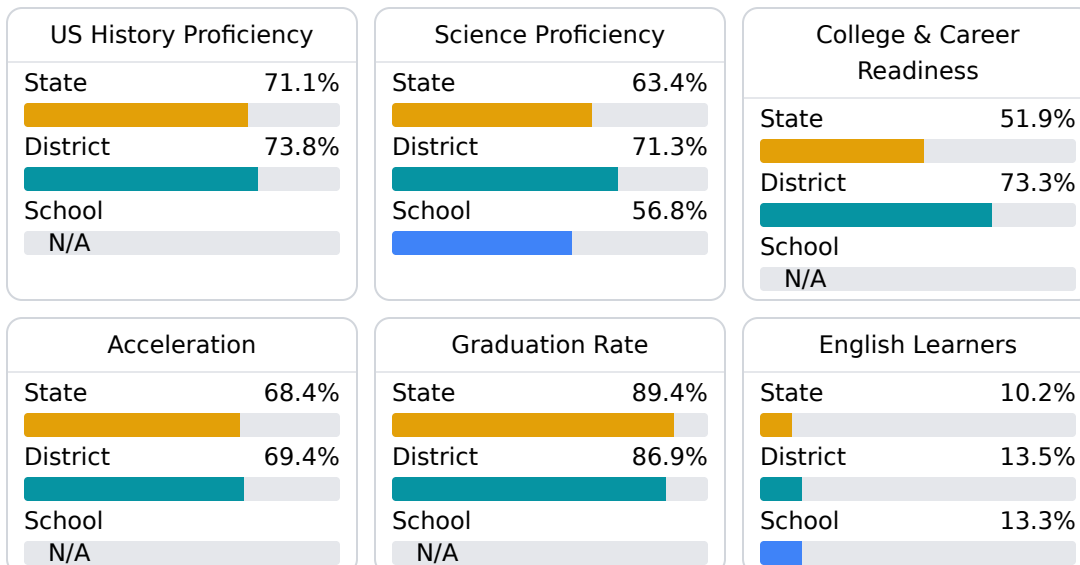 US History Proficiency
State 71.1%
District 73.8%
School
N/A
Science Proficiency
State 63.4%
District 71.3%
School 56.8%
College & Career
Readiness
State 51.9%
District 73.3%
School
N/A
Acceleration
State 68.4%
District 69.4%
School
N/A
Graduation Rate
State 89.4%
District 86.9%
School
N/A
English Learners
State 10.2%
District 13.5%
School 13.3%